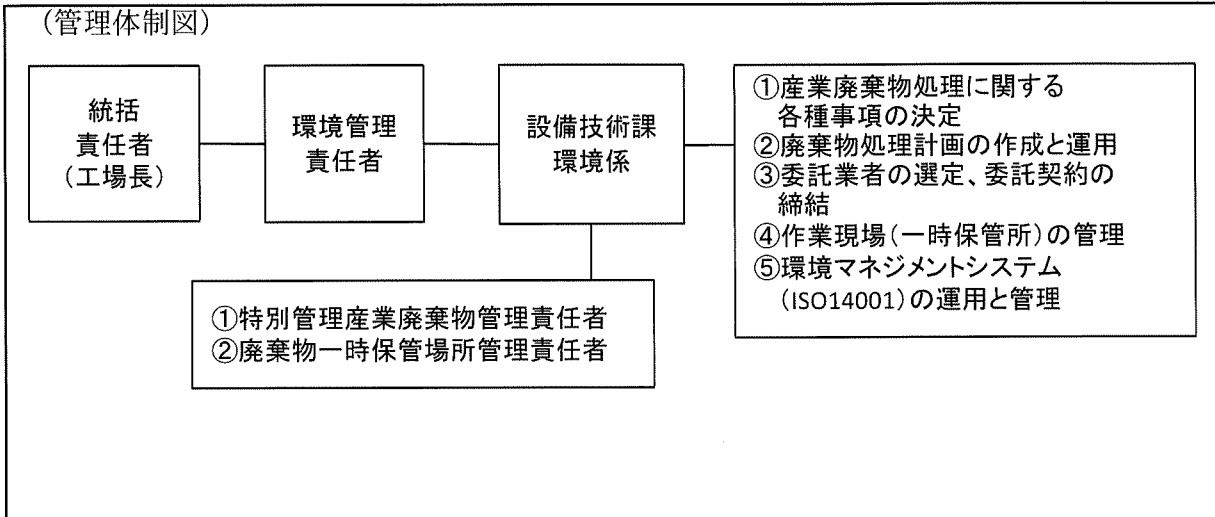 (管理体制図)
統括
責任者
(工場長)
環境管理
責任者
設備技術課
環境係
①産業廃棄物処理に関する
各種事項の決定
②廃棄物処理計画の作成と運用
③委託業者の選定、委託契約の
締結
④作業現場(一時保管所)の管理
⑤環境マネジメントシステム
(ISO14001)の運用と管理
①特別管理産業廃棄物管理責任者
②廃棄物一時保管場所管理責任者